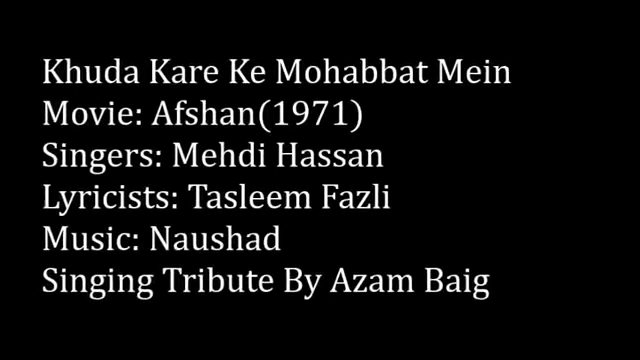 Khuda Kare Ke Mohabbat Mein
Movie: Afshan(1971)
Singers: Mehdi Hassan
Lyricists: Tasleem Fazli
Music: Naushad
Singing Tribute By Azam Baig